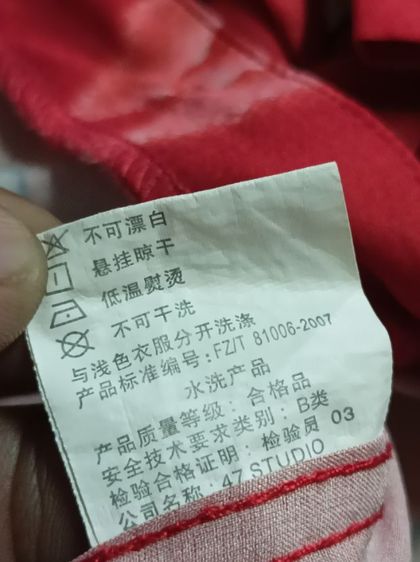 不可漂白
悬挂晾干
低温熨烫
不可干洗
与浅色衣服分开洗涤
产品标准编号：FZ/T 81006-2007
水洗产品
产品质量等级：合格品
安全技术要求类别：B类
检验合格证明：检验员 03
公司名称：47 STUDIO